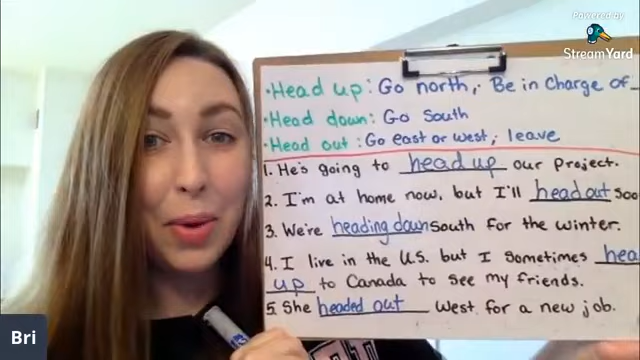 Powered by
StreamYard
·Head up: Go north,; Be in Charge of_
·Head down: Go South
·Head out: Go east or west; leave
1. He's going to head up our project.
2. I'm at home now, but I'll head out soo
3. We're heading down south for the winter.
4. I live in the U.S. but I sometimes hea
up to Canada to see my friends.
5. She headed out west for a new job.
Bri